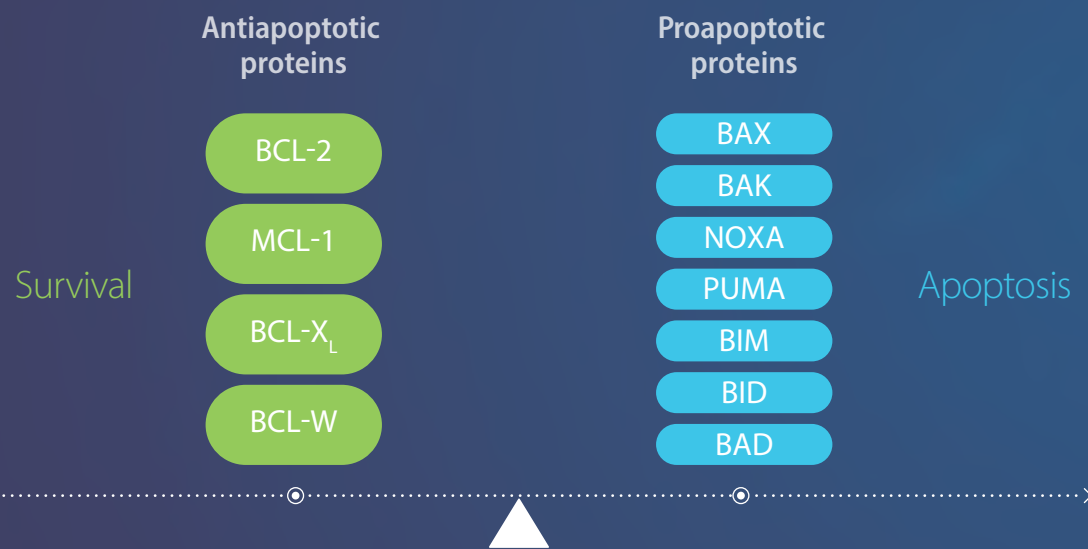 Antiapoptotic
proteins
Proapoptotic
proteins
BCL-2
MCL-1
BCL-X_L
BCL-W
BAX
BAK
NOXA
PUMA
BIM
BID
BAD
Survival
Apoptosis